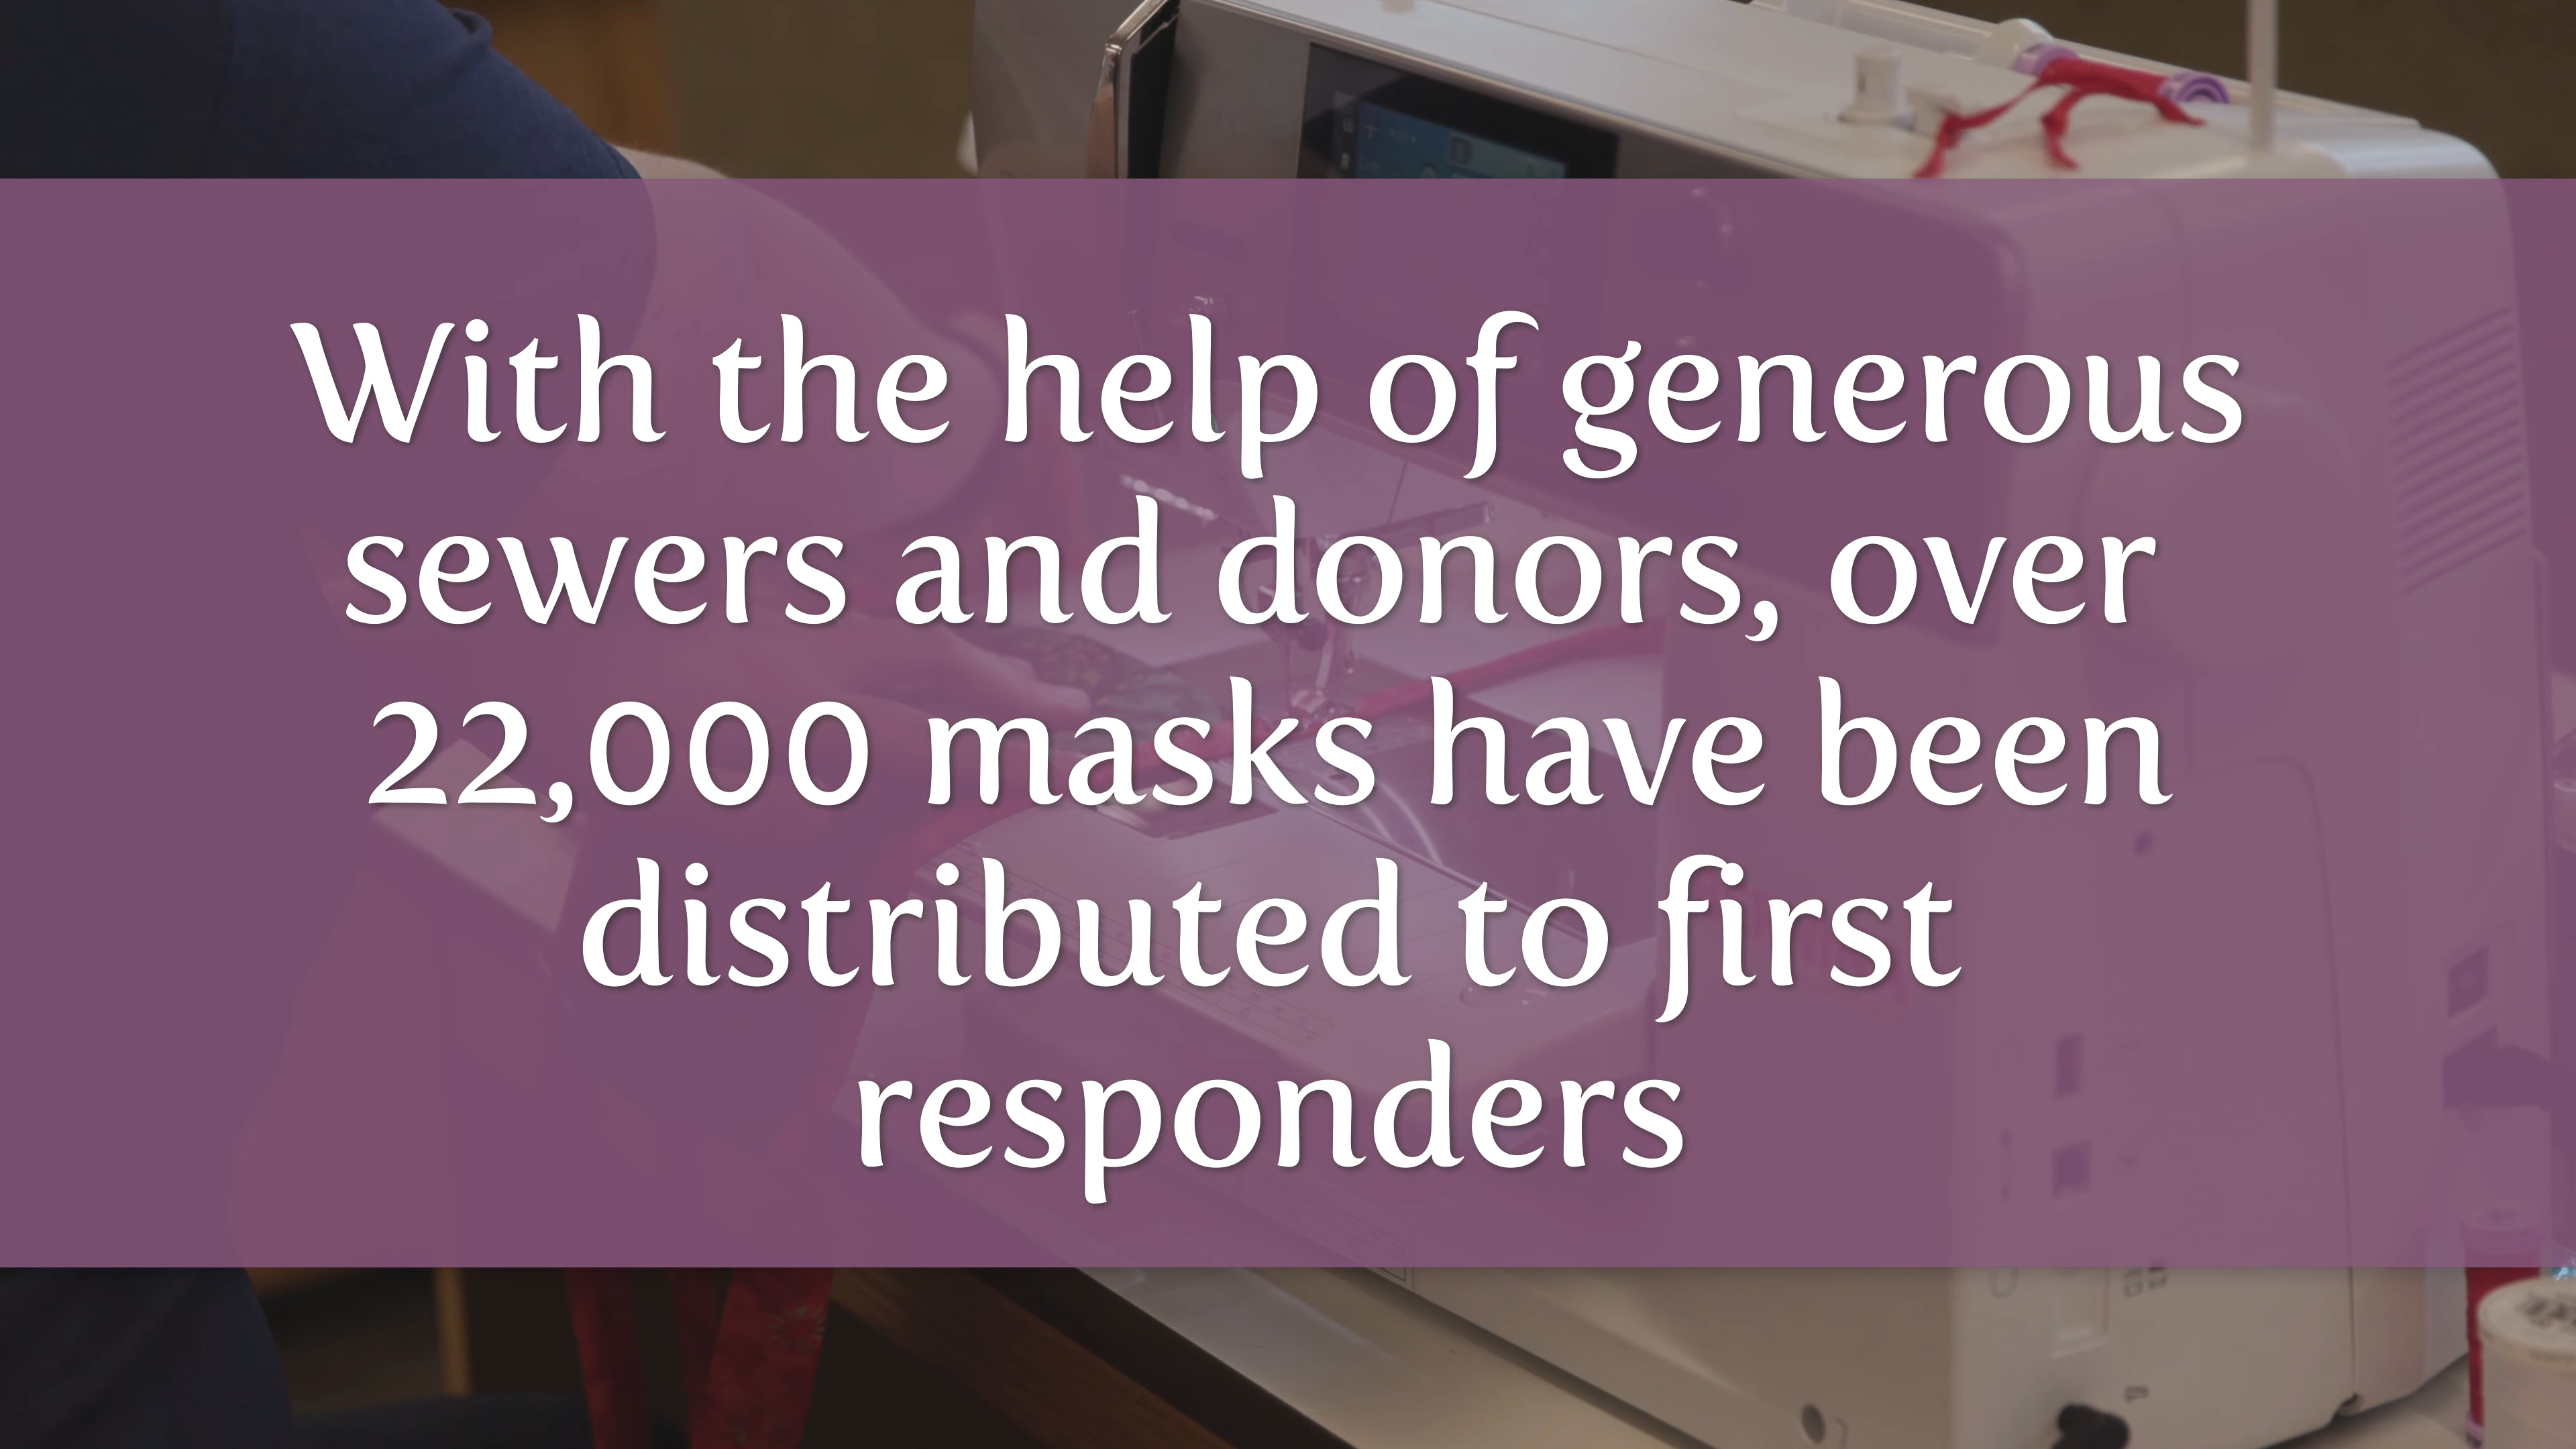 With the help of generous
sewers and donors, over
22,000 masks have been
distributed to first
responders